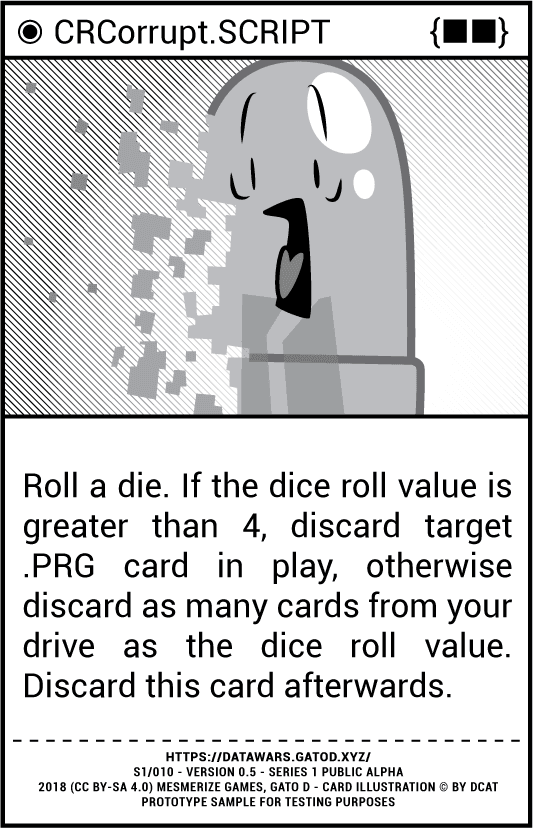 CRCorrupt.SCRIPT {■■}
Roll a die. If the dice roll value is
greater than 4, discard target
.PRG card in play, otherwise
discard as many cards from your
drive as the dice roll value.
Discard this card afterwards.
HTTPS://DATAWARS.GATOD.XYZ/
S1/010 - VERSION 0.5 - SERIES 1 PUBLIC ALPHA
2018 (CC BY-SA 4.0) MESMERIZE GAMES, GATO D - CARD ILLUSTRATION © BY DCAT
PROTOTYPE SAMPLE FOR TESTING PURPOSES